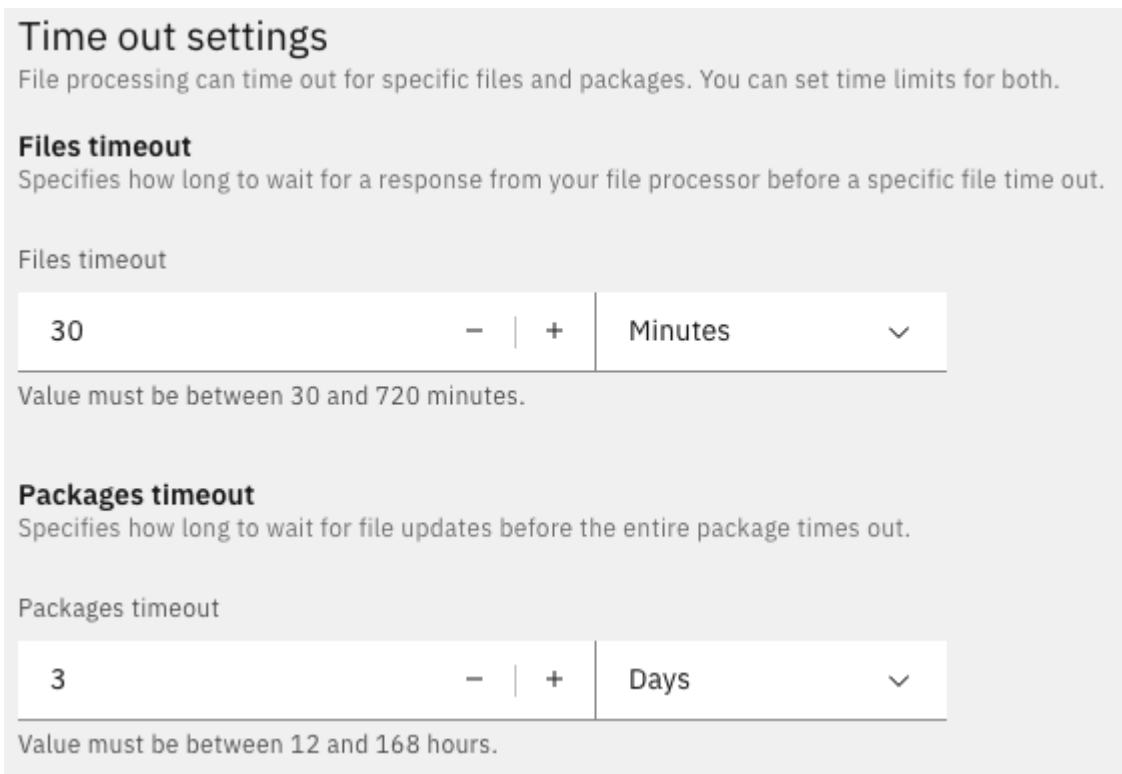 Time out settings
File processing can time out for specific files and packages. You can set time limits for both.
Files timeout
Specifies how long to wait for a response from your file processor before a specific file time out.
Files timeout
30 − | + Minutes
Value must be between 30 and 720 minutes.
Packages timeout
Specifies how long to wait for file updates before the entire package times out.
Packages timeout
3 − | + Days
Value must be between 12 and 168 hours.